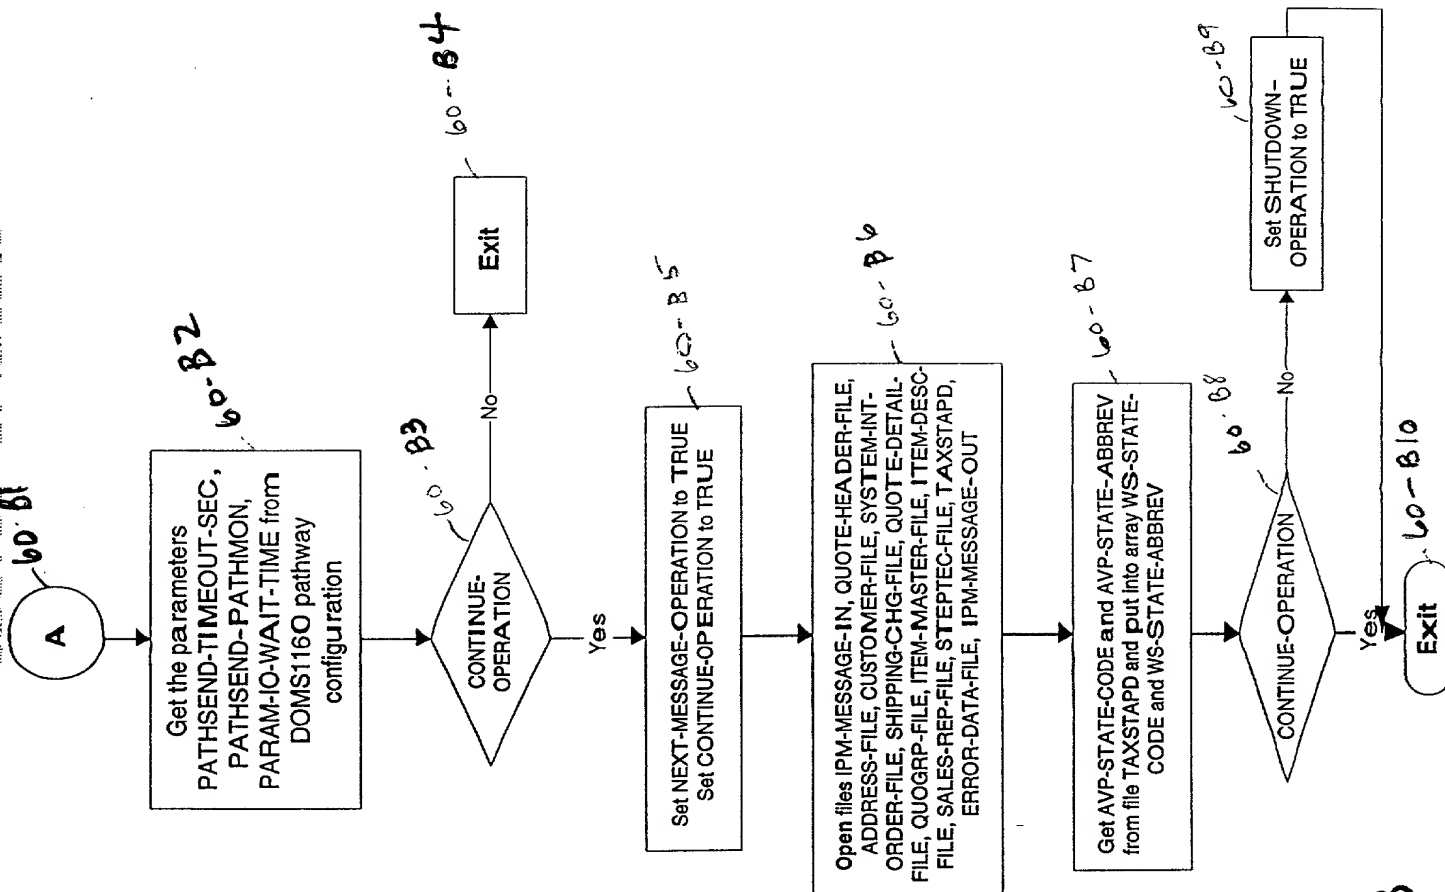 60-B1
A
Get the parameters
PATHSEND-TIMEOUT-SEC,
PATHSEND-PATHMON,
PARAM-IO-WAIT-TIME from
DOMS1160 pathway
configuration
60-B2
CONTINUE-
OPERATION
60-B3
No
Exit
60-B4
Yes
Set NEXT-MESSAGE-OPERATION to TRUE
Set CONTINUE-OPERATION to TRUE
60-B5
Open files IPM-MESSAGE-IN, QUOTE-HEADER-FILE,
ADDRESS-FILE, CUSTOMER-FILE, SYSTEM-INT-
ORDER-FILE, SHIPPING-CHG-FILE, QUOTE-DETAIL-
FILE, QUOGRP-FILE, ITEM-MASTER-FILE, ITEM-DESC-
FILE, SALES-REP-FILE, STEPTEC-FILE, TAXSTAPD,
ERROR-DATA-FILE, IPM-MESSAGE-OUT
60-B6
Get AVP-STATE-CODE and AVP-STATE-ABBREV
from file TAXSTAPD and put into array WS-STATE-
CODE and WS-STATE-ABBREV
60-B7
CONTINUE-OPERATION
60-B8
No
Set SHUTDOWN-
OPERATION to TRUE
60-B9
Yes
Exit
60-B10